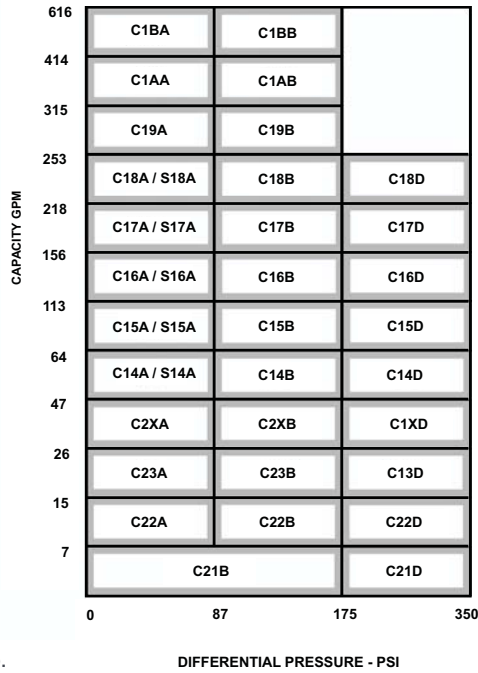 616
C1BA C1BB
414
C1AA C1AB
315
C19A C19B
253
C18A / S18A C18B C18D
218
C17A / S17A C17B C17D
156
C16A / S16A C16B C16D
113
C15A / S15A C15B C15D
64
C14A / S14A C14B C14D
47
C2XA C2XB C1XD
26
C23A C23B C13D
15
C22A C22B C22D
7
C21B C21D
CAPACITY GPM
0 87 175 350
. DIFFERENTIAL PRESSURE - PSI